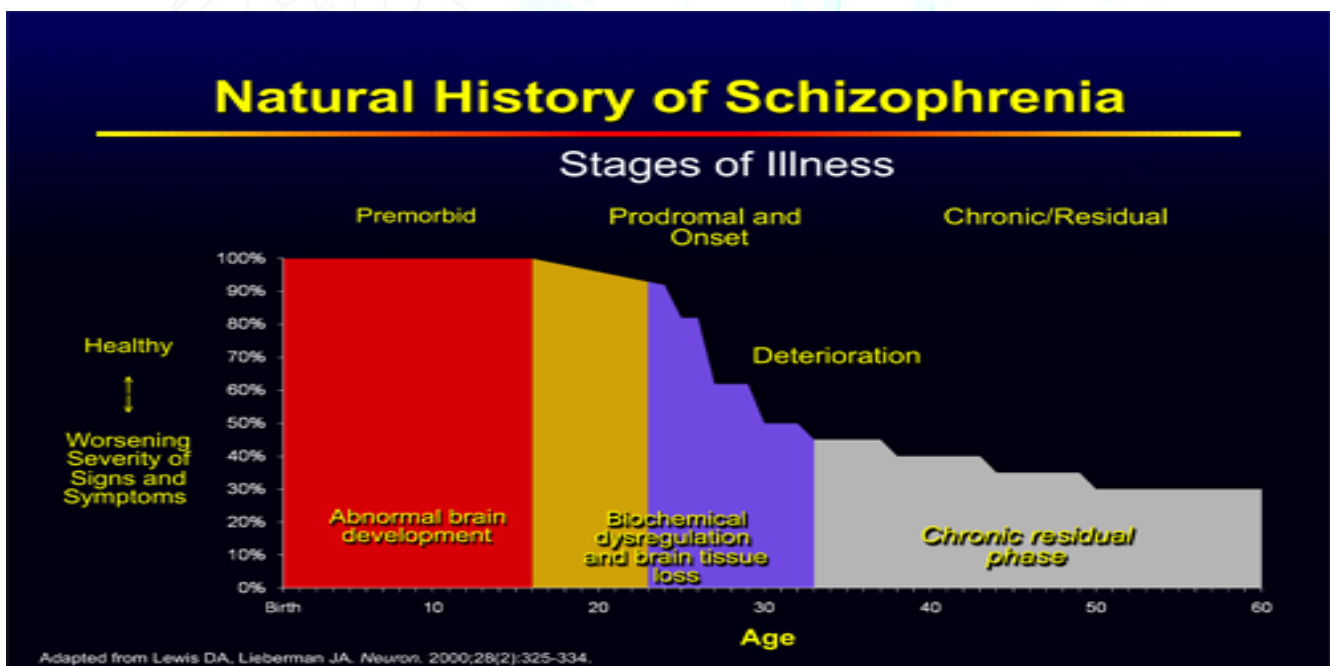 Natural History of Schizophrenia
Stages of Illness
Premorbid
Prodromal and
Onset
Chronic/Residual
100%
90%
80%
70%
60%
50%
40%
30%
20%
10%
0%
Healthy
Worsening
Severity of
Signs and
Symptoms
Deterioration
Abnormal brain
development
Biochemical
dysregulation
and brain tissue
loss
Chronic residual
phase
Birth 10 20 30 40 50 60
Age
Adapted from Lewis DA, Lieberman JA. Neuron. 2000;28(2):325-334.